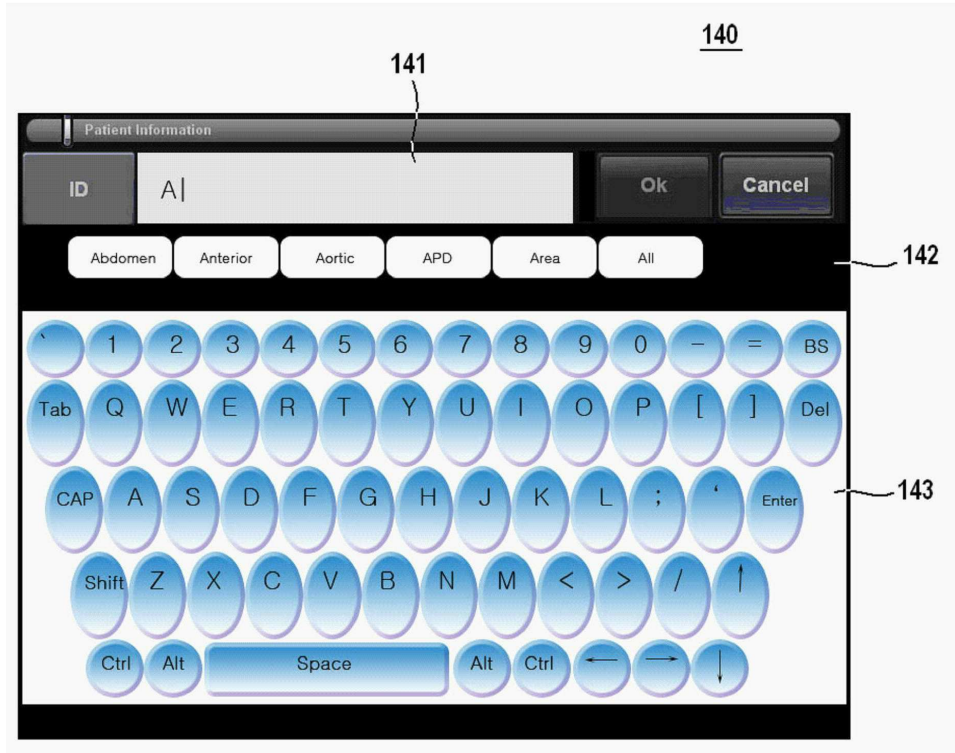 140
141
Patient Information
ID A| Ok Cancel
Abdomen Anterior Aortic APD Area All
142
` 1 2 3 4 5 6 7 8 9 0 - = BS
Tab Q W E R T Y U I O P [ ] Del
CAP A S D F G H J K L ; ‘ Enter
143
Shift Z X C V B N M < > / ↑
Ctrl Alt Space Alt Ctrl ← → ↓